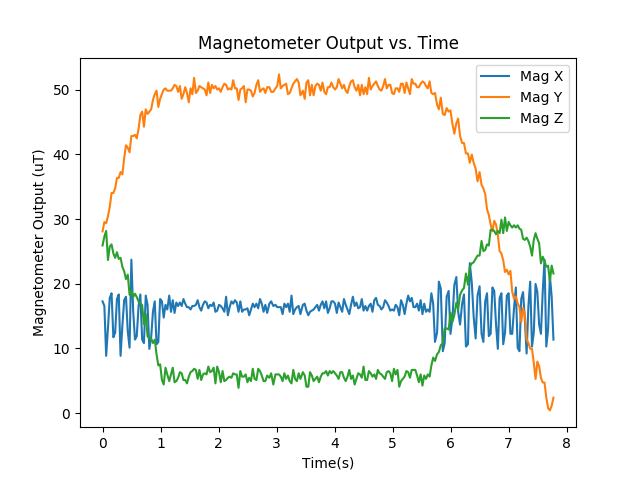 Magnetometer Output vs. Time
Mag X
Mag Y
Mag Z
Magnetometer Output (uT)
50
40
30
20
10
0
0 1 2 3 4 5 6 7 8
Time(s)